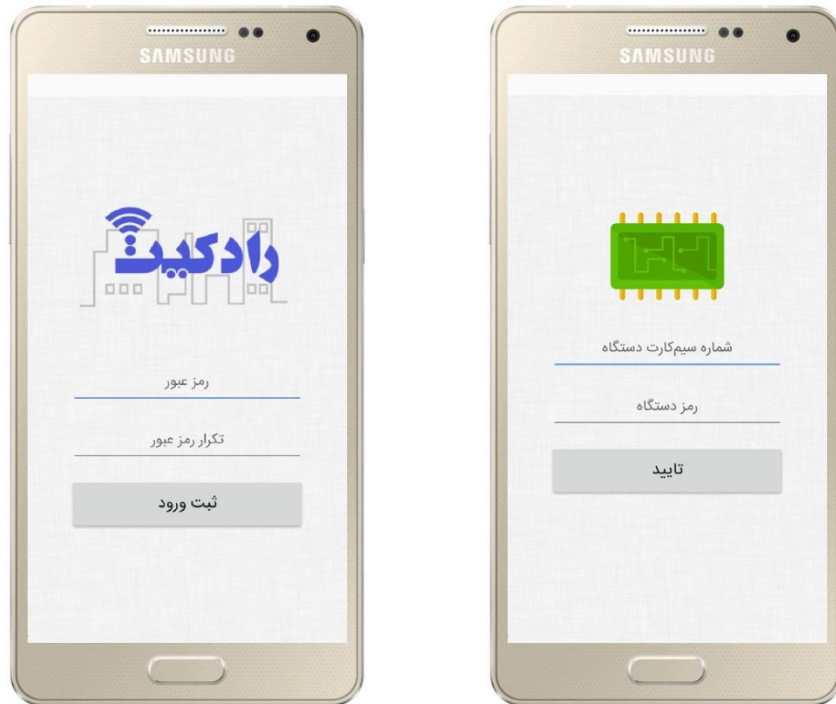 SAMSUNG
رادکیت
رمز عبور
تکرار رمز عبور
ثبت ورود
SAMSUNG
شماره سیم‌کارت دستگاه
رمز دستگاه
تایید